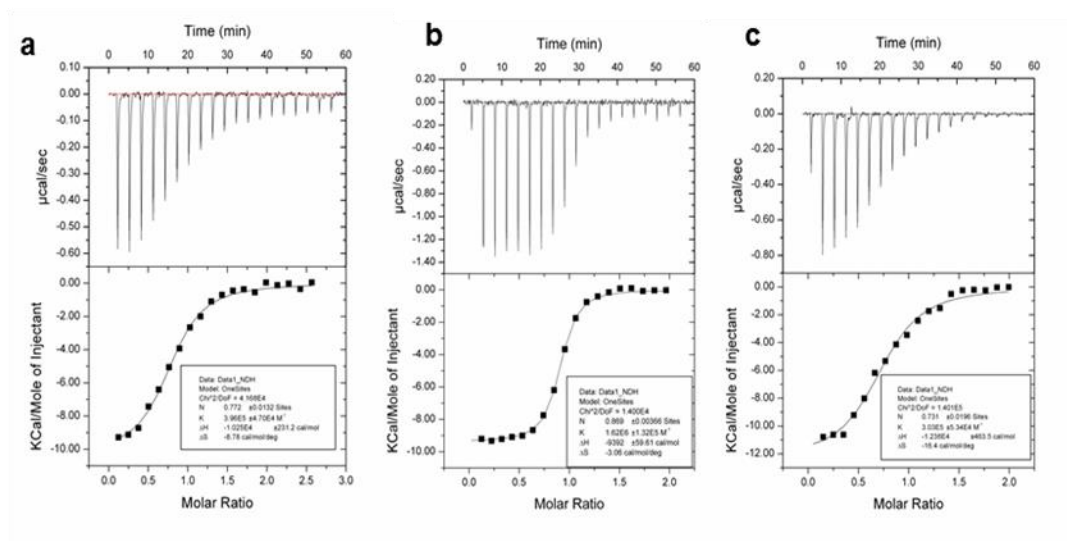 a
Time (min)
0 10 20 30 40 50 60
0.10
0.00
-0.10
-0.20
-0.30
-0.40
-0.50
-0.60
µcal/sec
0.00
-2.00
-4.00
-6.00
-8.00
-10.00
KCal/Mole of Injectant
Data: Data1_NDH
Model: OneSites
Chi^2/DoF = 4.168E4
N 0.772 ±0.0132 Sites
K 3.96E5 ±4.70E4 M⁻¹
ΔH -1.025E4 ±231.2 cal/mol
ΔS -8.78 cal/mol/deg
0.0 0.5 1.0 1.5 2.0 2.5 3.0
Molar Ratio
b
Time (min)
0 10 20 30 40 50 60
0.20
0.00
-0.20
-0.40
-0.60
-0.80
-1.00
-1.20
-1.40
µcal/sec
0.00
-2.00
-4.00
-6.00
-8.00
-10.00
KCal/Mole of Injectant
Data: Data1_NDH
Model: OneSites
Chi^2/DoF = 1.400E4
N 0.869 ±0.00366 Sites
K 1.62E6 ±1.32E5 M⁻¹
ΔH -9392 ±59.61 cal/mol
ΔS -3.06 cal/mol/deg
0.0 0.5 1.0 1.5 2.0
Molar Ratio
c
Time (min)
0 10 20 30 40 50 60
0.20
0.00
-0.20
-0.40
-0.60
-0.80
µcal/sec
0.00
-2.00
-4.00
-6.00
-8.00
-10.00
-12.00
KCal/Mole of Injectant
Data: Data1_NDH
Model: OneSites
Chi^2/DoF = 1.401E5
N 0.731 ±0.0196 Sites
K 3.03E5 ±5.34E4 M⁻¹
ΔH -1.236E4 ±463.5 cal/mol
ΔS -16.4 cal/mol/deg
0.0 0.5 1.0 1.5 2.0
Molar Ratio